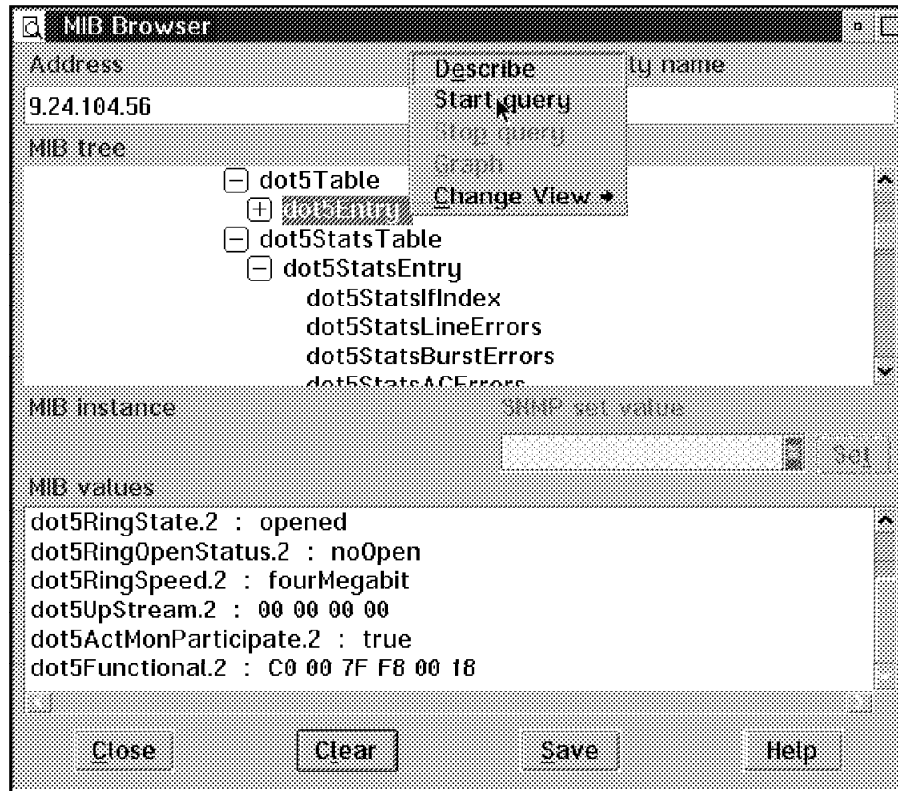 MIB Browser
Address
ty name
9.24.104.56
Describe
Start query
Stop query
Graph
Change View
MIB tree
dot5Table
dot5Entry
dot5StatsTable
dot5StatsEntry
dot5StatsIfIndex
dot5StatsLineErrors
dot5StatsBurstErrors
dot5StatsACErrors
MIB instance
SNMP set value
Set
MIB values
dot5RingState.2 : opened
dot5RingOpenStatus.2 : noOpen
dot5RingSpeed.2 : fourMegabit
dot5UpStream.2 : 00 00 00 00
dot5ActMonParticipate.2 : true
dot5Functional.2 : C0 00 7F F8 00 18
Close
Clear
Save
Help